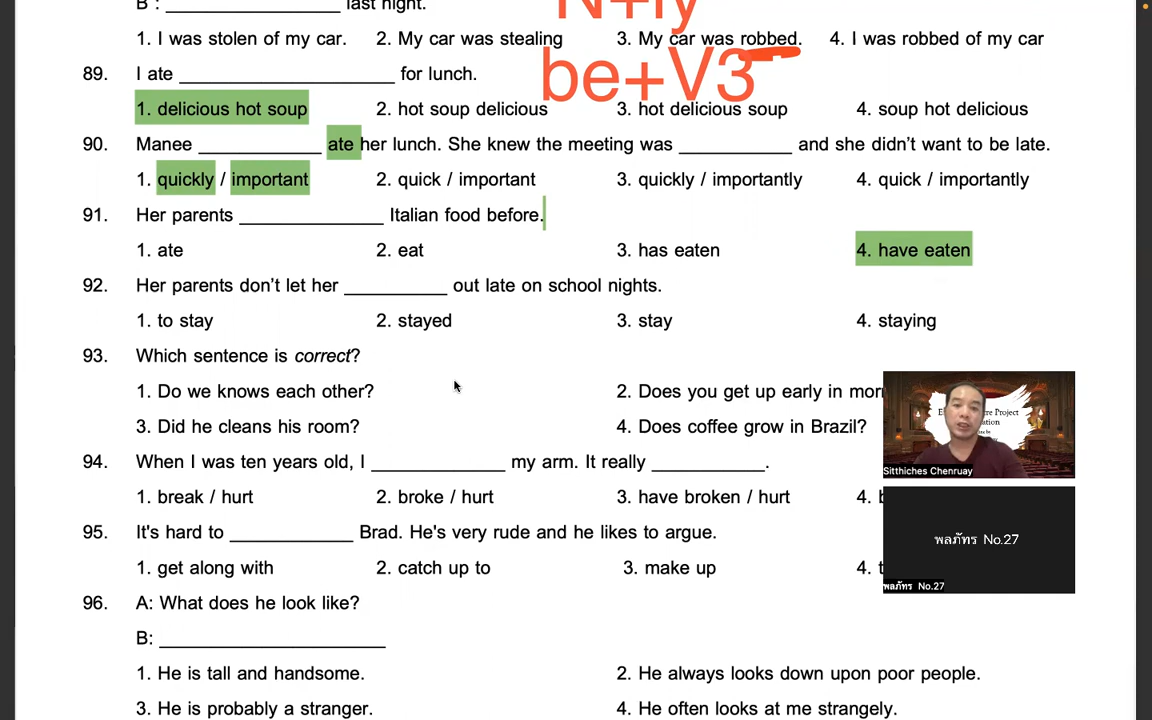 B : ________________ last night.
N+ly
1. I was stolen of my car. 2. My car was stealing 3. My car was robbed. 4. I was robbed of my car
be+V3
89. I ate ____________________ for lunch.
1. delicious hot soup 2. hot soup delicious 3. hot delicious soup 4. soup hot delicious
90. Manee ___________ ate her lunch. She knew the meeting was __________ and she didn't want to be late.
1. quickly / important 2. quick / important 3. quickly / importantly 4. quick / importantly
91. Her parents _____________ Italian food before.
1. ate 2. eat 3. has eaten 4. have eaten
92. Her parents don't let her _________ out late on school nights.
1. to stay 2. stayed 3. stay 4. staying
93. Which sentence is correct?
1. Do we knows each other? 2. Does you get up early in
3. Did he cleans his room? 4. Does coffee grow in Brazil?
94. When I was ten years old, I ____________ my arm. It really __________.
1. break / hurt 2. broke / hurt 3. have broken / hurt 4.
95. It's hard to ___________ Brad. He's very rude and he likes to argue.
1. get along with 2. catch up to 3. make up 4.
96. A: What does he look like?
B: ____________________
1. He is tall and handsome. 2. He always looks down upon poor people.
3. He is probably a stranger. 4. He often looks at me strangely.
Project
Sitthiches Chenruay
พลภัทร No.27
พลภัทร No.27